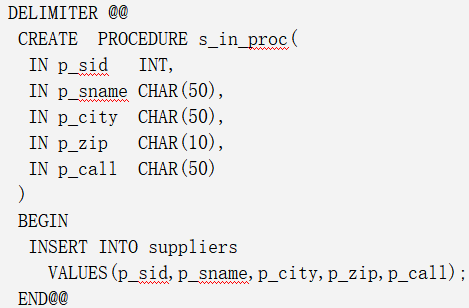 DELIMITER @@
CREATE  PROCEDURE s_in_proc(
IN p_sid   INT,
IN p_sname CHAR(50),
IN p_city  CHAR(50),
IN p_zip   CHAR(10),
IN p_call  CHAR(50)
)
BEGIN
INSERT INTO suppliers
VALUES(p_sid,p_sname,p_city,p_zip,p_call);
END@@